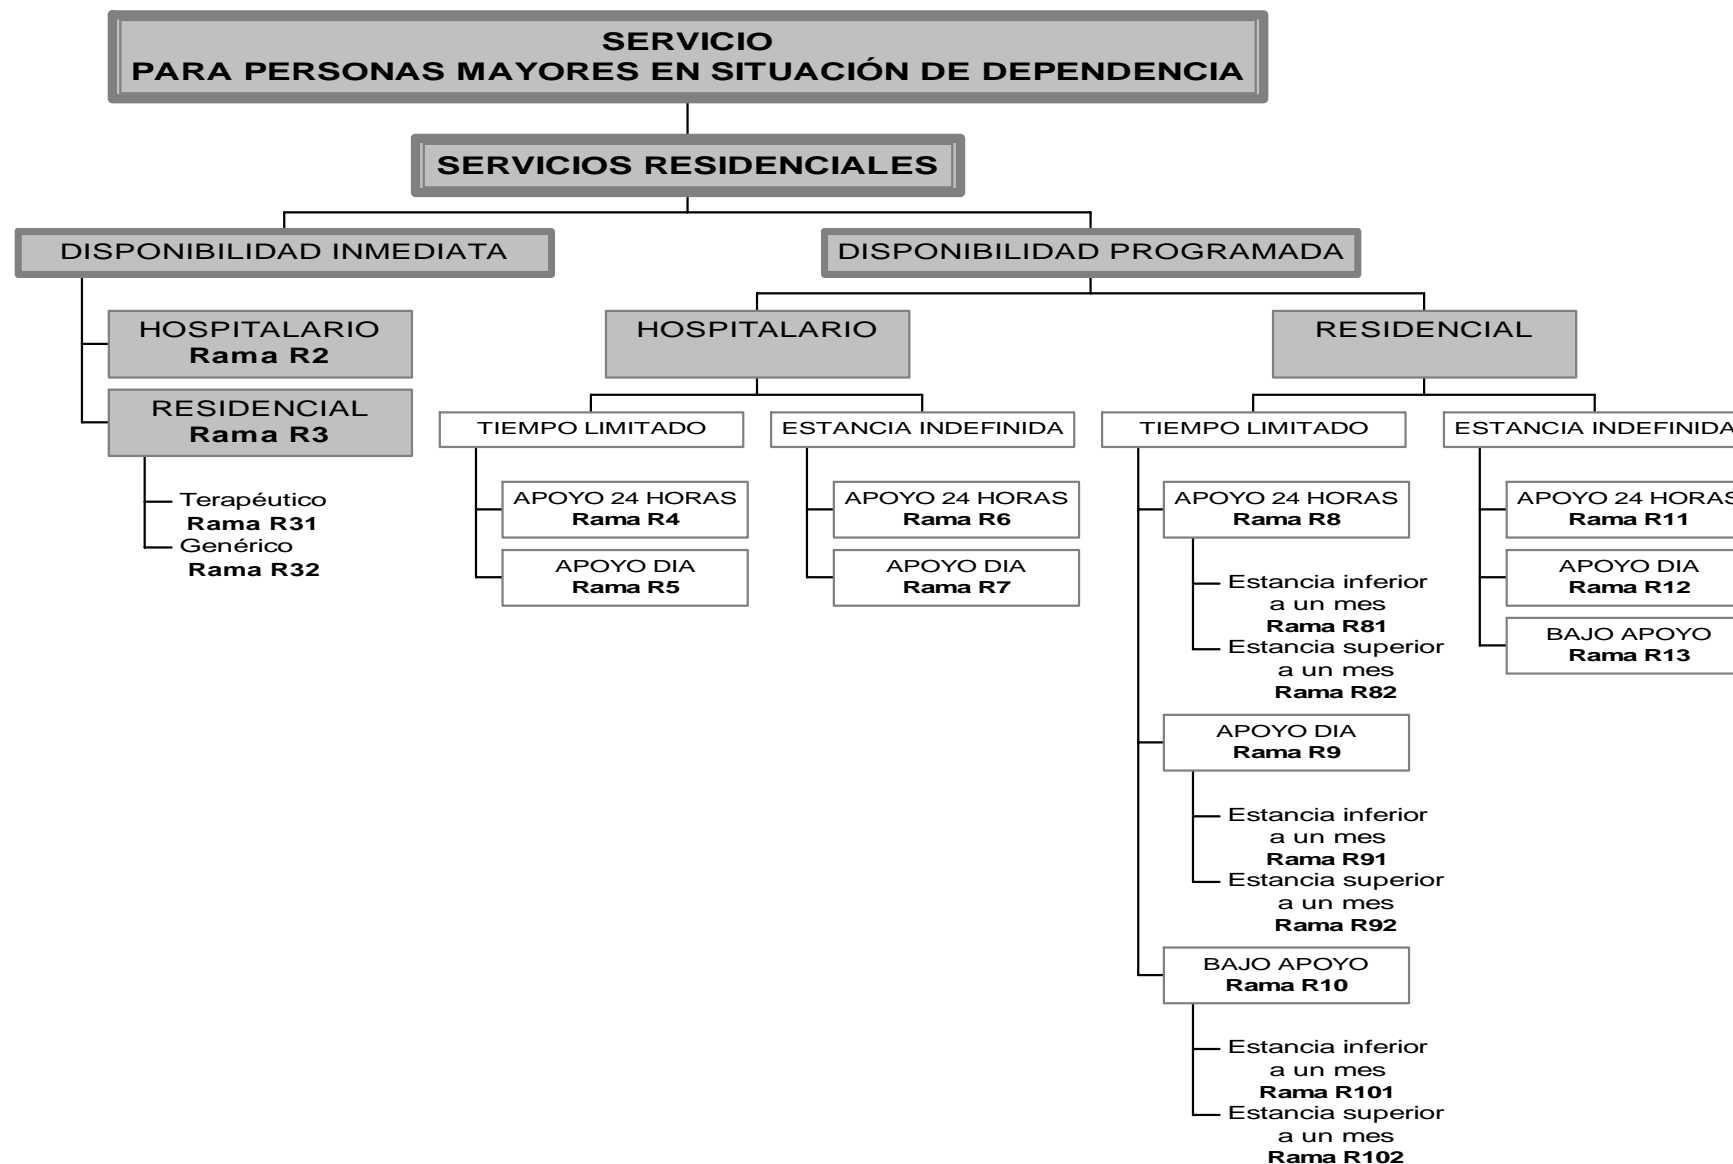 SERVICIO
PARA PERSONAS MAYORES EN SITUACIÓN DE DEPENDENCIA
SERVICIOS RESIDENCIALES
DISPONIBILIDAD INMEDIATA
HOSPITALARIO
Rama R2
RESIDENCIAL
Rama R3
Terapéutico
Rama R31
Genérico
Rama R32
DISPONIBILIDAD PROGRAMADA
HOSPITALARIO
TIEMPO LIMITADO
APOYO 24 HORAS
Rama R4
APOYO DIA
Rama R5
ESTANCIA INDEFINIDA
APOYO 24 HORAS
Rama R6
APOYO DIA
Rama R7
RESIDENCIAL
TIEMPO LIMITADO
APOYO 24 HORAS
Rama R8
Estancia inferior
a un mes
Rama R81
Estancia superior
a un mes
Rama R82
APOYO DIA
Rama R9
Estancia inferior
a un mes
Rama R91
Estancia superior
a un mes
Rama R92
BAJO APOYO
Rama R10
Estancia inferior
a un mes
Rama R101
Estancia superior
a un mes
Rama R102
ESTANCIA INDEFINIDA
APOYO 24 HORAS
Rama R11
APOYO DIA
Rama R12
BAJO APOYO
Rama R13